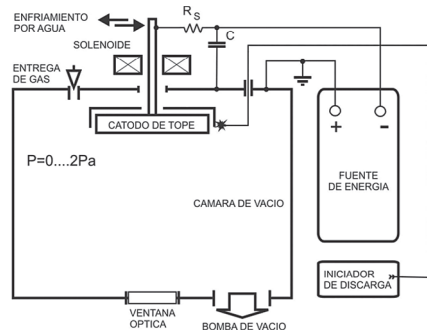 ENFRIAMIENTO
POR AGUA
R_S
C
SOLENOIDE
ENTREGA
DE GAS
CATODO DE TOPE
P=0....2Pa
CAMARA DE VACIO
+ -
FUENTE
DE ENERGIA
INICIADOR
DE DISCARGA
VENTANA
OPTICA
BOMBA DE VACIO